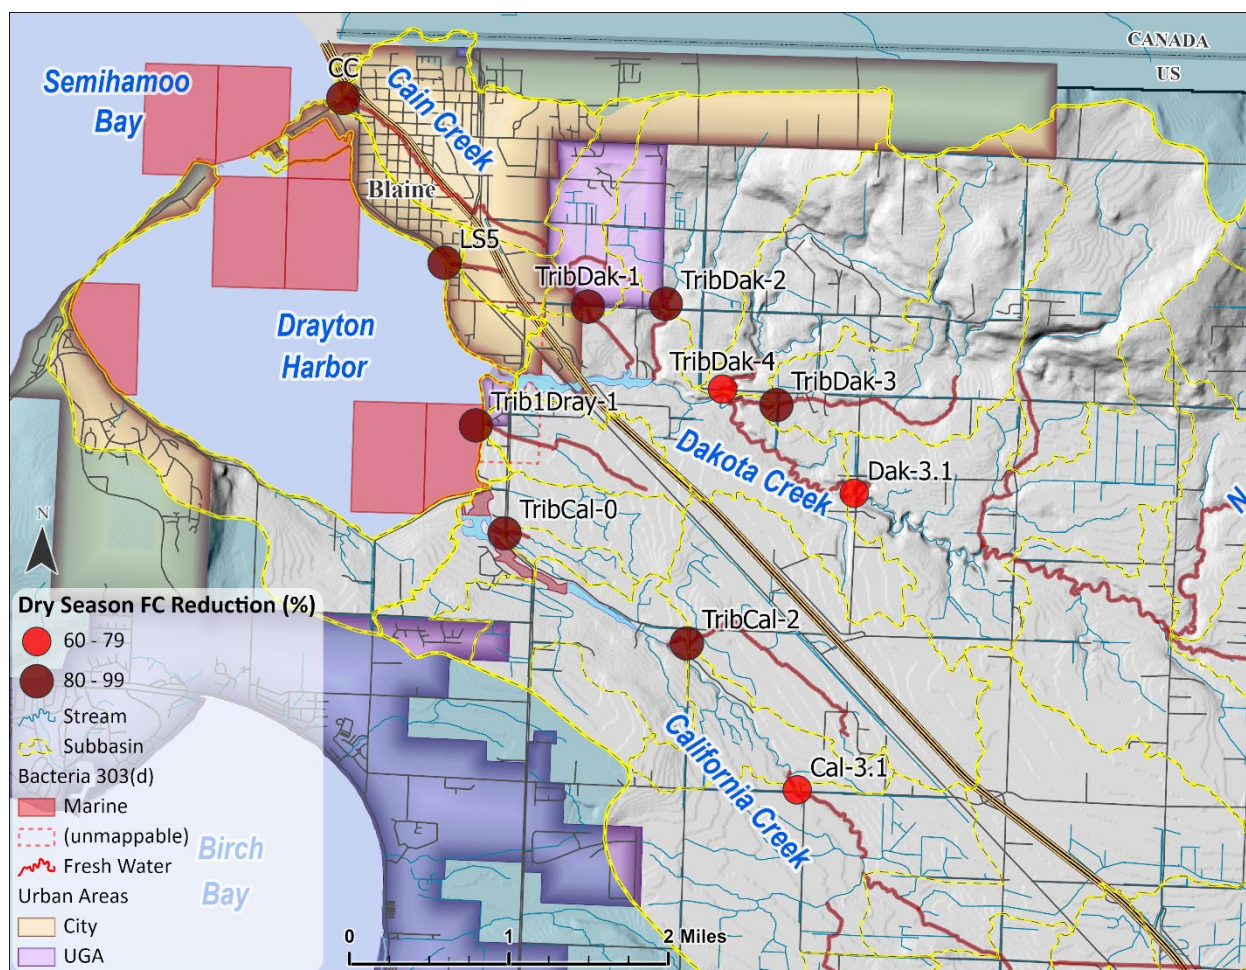 CANADA
US
Semihamoo
Bay
CC
Cain Creek
Blaine
LS5
TribDak-1
TribDak-2
Drayton
Harbor
TribDak-4
TribDak-3
Trib1Dray-1
Dakota Creek
Dak-3.1
N
TribCal-0
N
TribCal-2
California Creek
Cal-3.1
Dry Season FC Reduction (%)
60 - 79
80 - 99
Stream
Subbasin
Bacteria 303(d)
Marine
(unmappable)
Fresh Water
Urban Areas
City
UGA
Birch
Bay
0 1 2 Miles